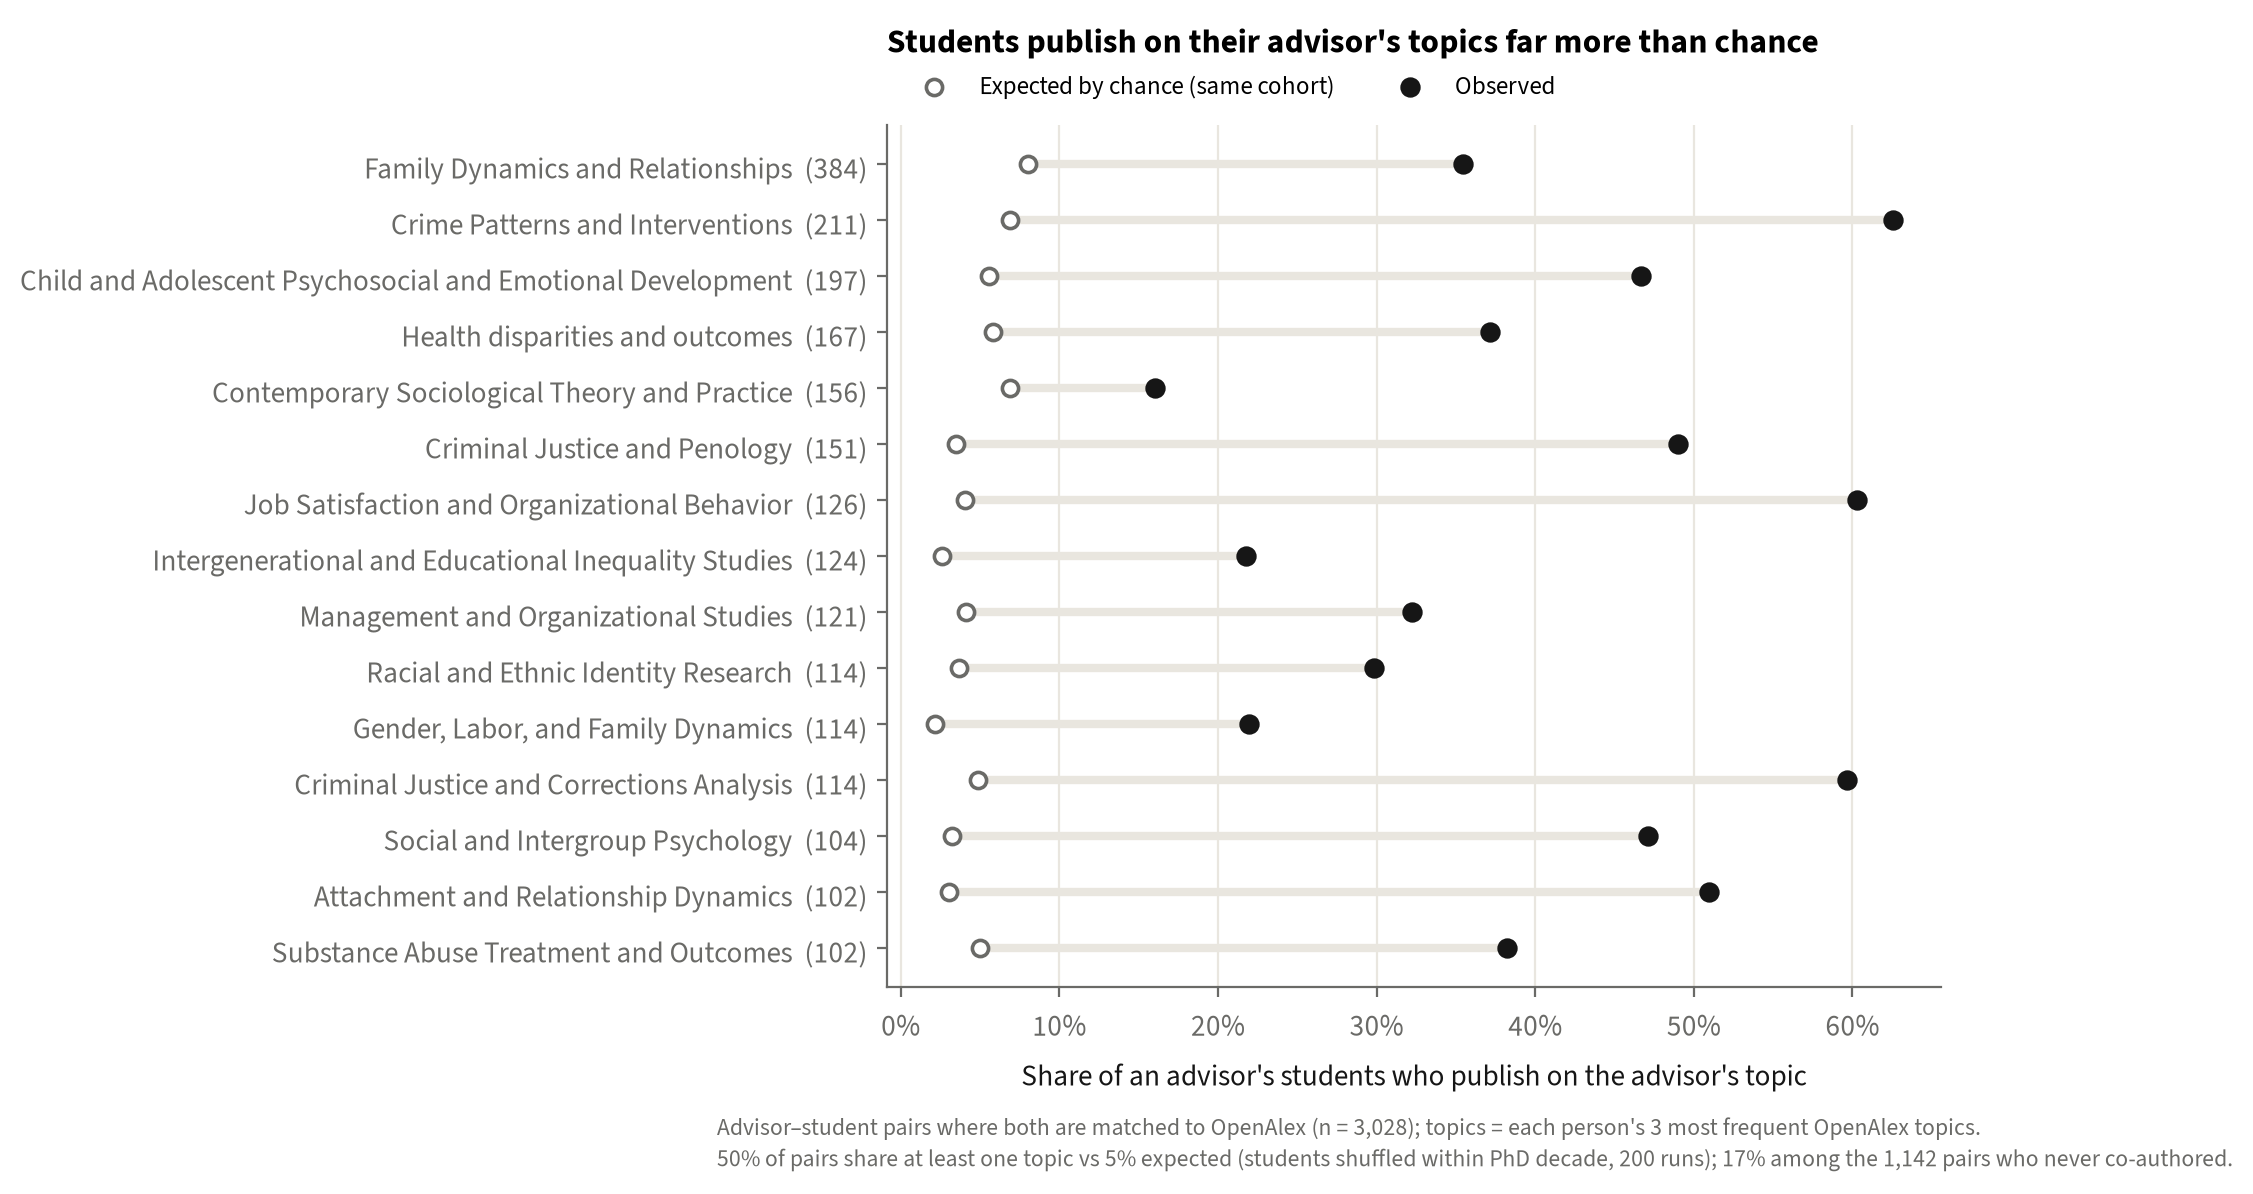 Students publish on their advisor's topics far more than chance
Expected by chance (same cohort)
Observed
Family Dynamics and Relationships (384)
Crime Patterns and Interventions (211)
Child and Adolescent Psychosocial and Emotional Development (197)
Health disparities and outcomes (167)
Contemporary Sociological Theory and Practice (156)
Criminal Justice and Penology (151)
Job Satisfaction and Organizational Behavior (126)
Intergenerational and Educational Inequality Studies (124)
Management and Organizational Studies (121)
Racial and Ethnic Identity Research (114)
Gender, Labor, and Family Dynamics (114)
Criminal Justice and Corrections Analysis (114)
Social and Intergroup Psychology (104)
Attachment and Relationship Dynamics (102)
Substance Abuse Treatment and Outcomes (102)
0% 10% 20% 30% 40% 50% 60%
Share of an advisor's students who publish on the advisor's topic
Advisor–student pairs where both are matched to OpenAlex (n = 3,028); topics = each person's 3 most frequent OpenAlex topics.
50% of pairs share at least one topic vs 5% expected (students shuffled within PhD decade, 200 runs); 17% among the 1,142 pairs who never co-authored.